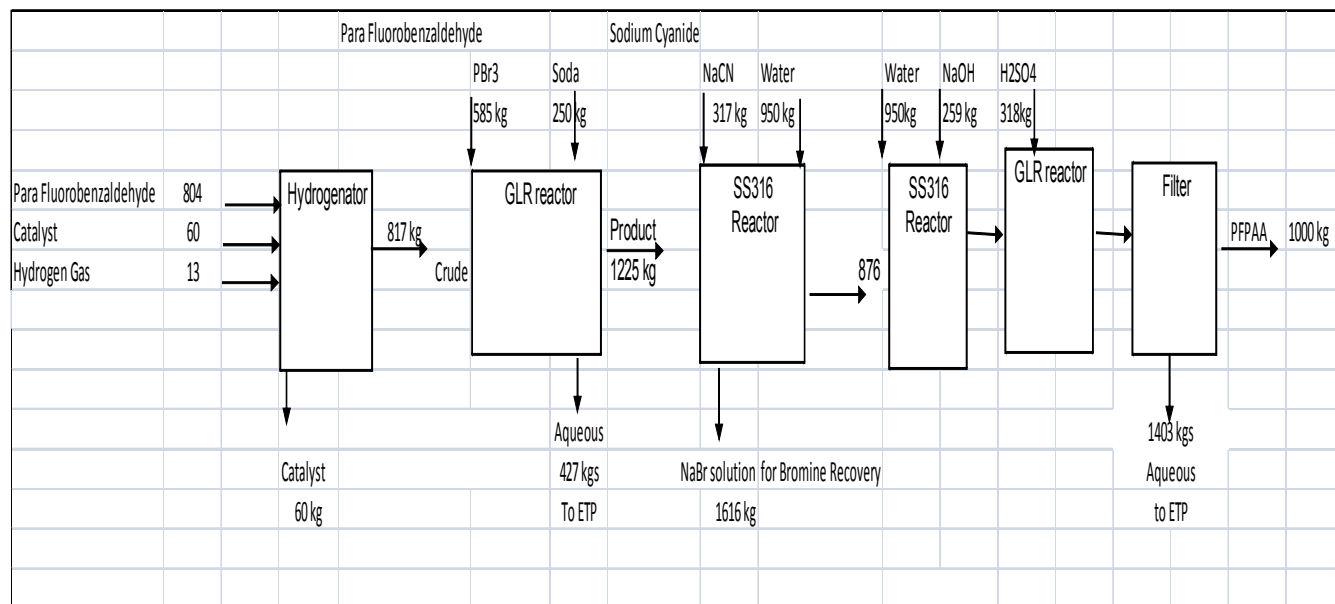 Para Fluorobenzaldehyde Sodium Cyanide
PBr3 Soda NaCN Water Water NaOH H2SO4
585 kg 250 kg 317 kg 950 kg 950kg 259 kg 318kg
Para Fluorobenzaldehyde 804
Catalyst 60
Hydrogen Gas 13
Hydrogenator
817 kg
Crude
GLR reactor
Product
1225 kg
SS316
Reactor
876
SS316
Reactor
GLR reactor
Filter
PFPAA 1000 kg
Catalyst
60 kg
Aqueous
427 kgs
To ETP
NaBr solution for Bromine Recovery
1616 kg
1403 kgs
Aqueous
to ETP